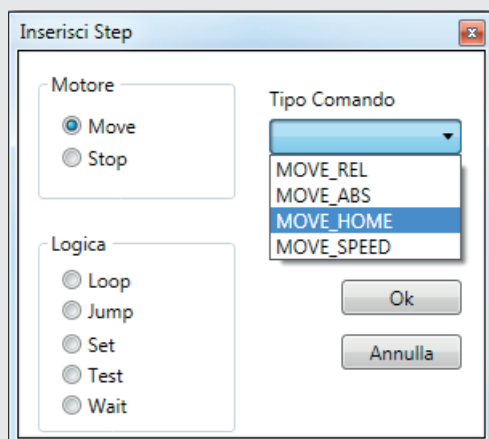 Inserisci Step
Motore
Move
Stop
Tipo Comando
MOVE_REL
MOVE_ABS
MOVE_HOME
MOVE_SPEED
Logica
Loop
Jump
Set
Test
Wait
Ok
Annulla